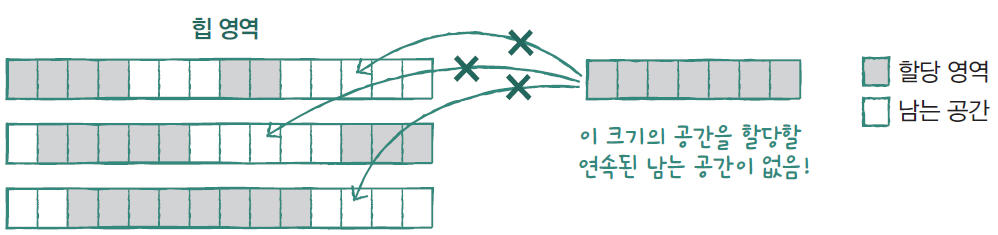 힙 영역
할당 영역
남는 공간
이 크기의 공간을 할당할
연속된 남는 공간이 없음!